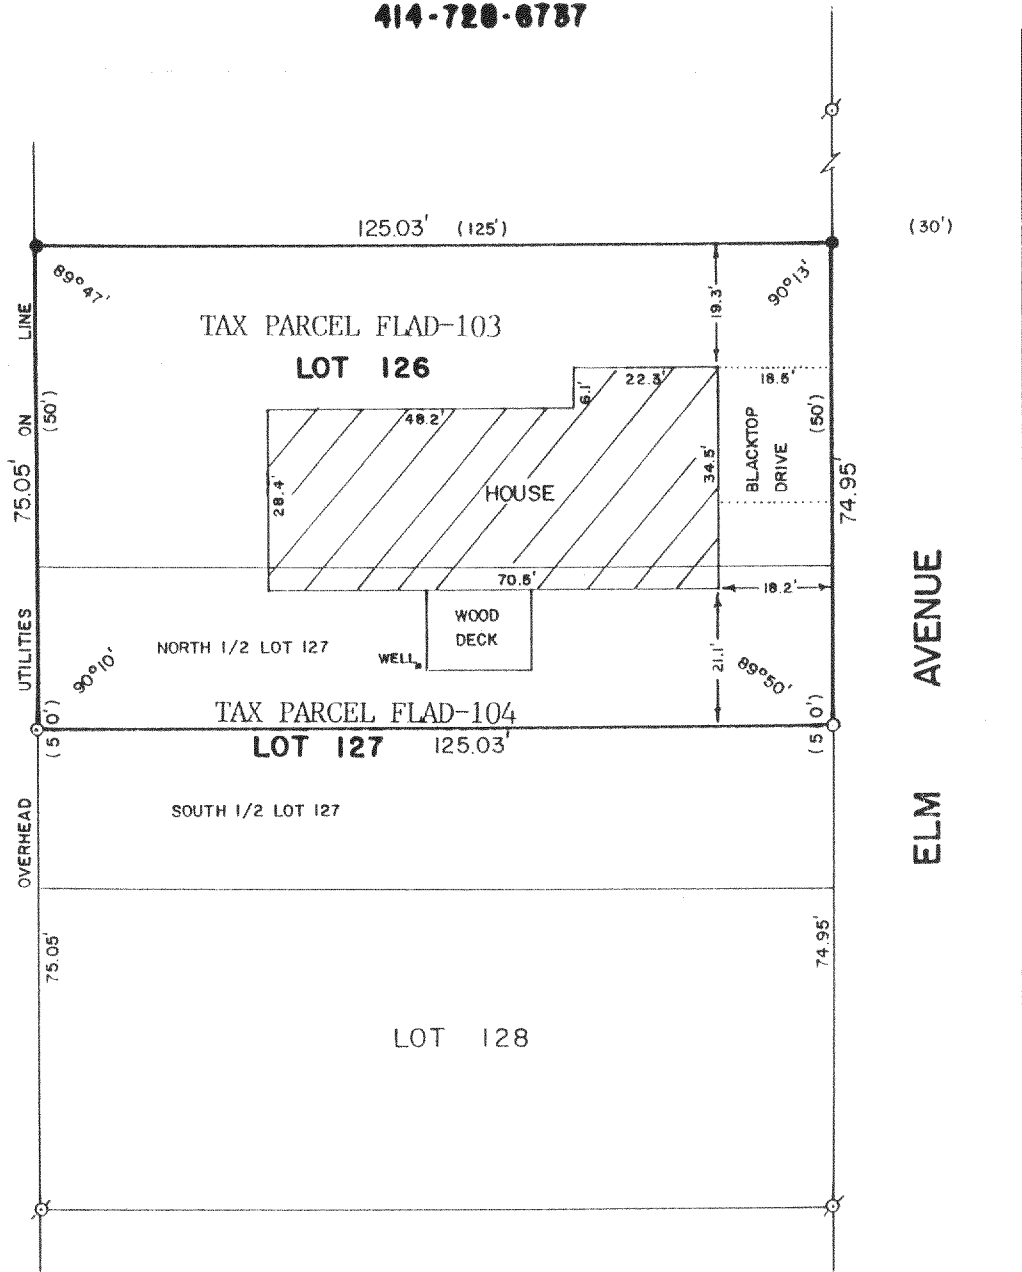 414-728-6737
125.03' (125')
(30')
89°47'
90°13'
19.3'
TAX PARCEL FLAD-103
LOT 126
22.3'
18.5'
6.1'
48.2'
(50')
(50')
75.05'
28.4'
HOUSE
34.5'
BLACKTOP
DRIVE
74.95'
70.5'
18.2'
WOOD
DECK
NORTH 1/2 LOT 127
WELL
21.1'
90°10'
89°50'
TAX PARCEL FLAD-104
LOT 127 125.03'
(50')
(50')
SOUTH 1/2 LOT 127
OVERHEAD UTILITIES ON LINE
ELM AVENUE
75.05'
74.95'
LOT 128